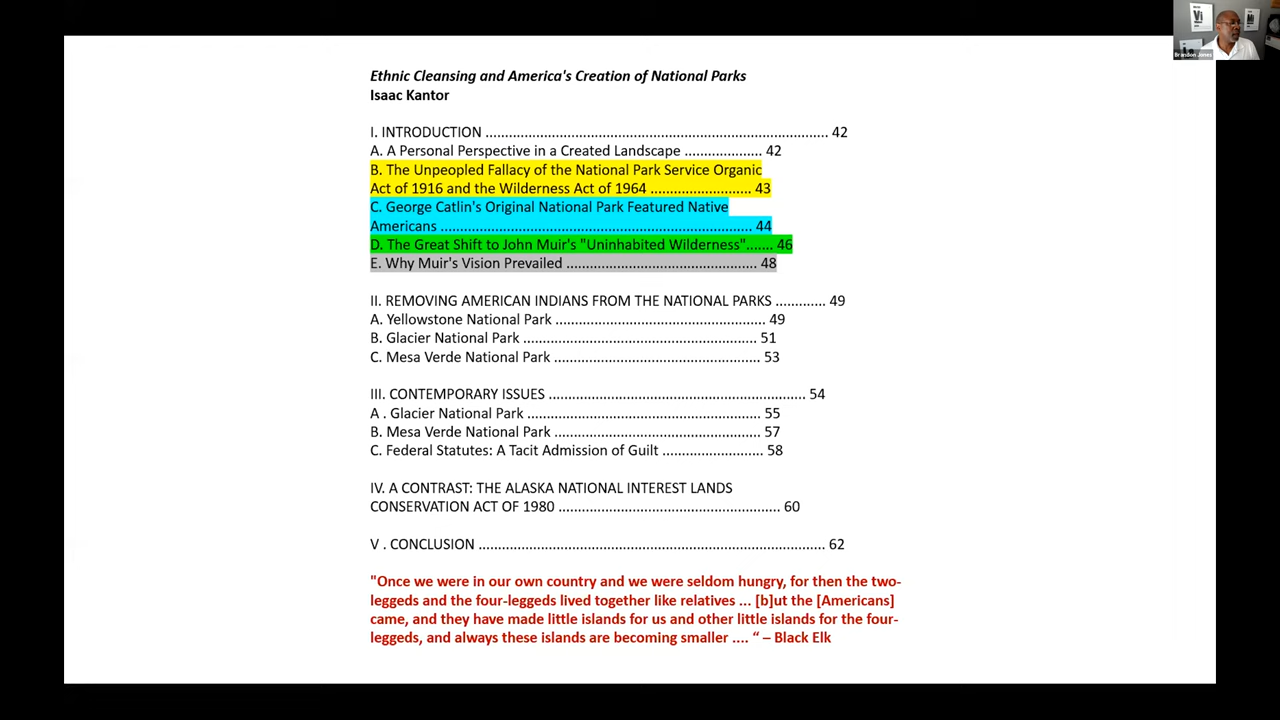 Ethnic Cleansing and America's Creation of National Parks
Isaac Kantor
I. INTRODUCTION ........................................................................................ 42
A. A Personal Perspective in a Created Landscape .................... 42
B. The Unpeopled Fallacy of the National Park Service Organic
Act of 1916 and the Wilderness Act of 1964 .......................... 43
C. George Catlin's Original National Park Featured Native
Americans ................................................................................ 44
D. The Great Shift to John Muir's "Uninhabited Wilderness"....... 46
E. Why Muir's Vision Prevailed ................................................. 48
II. REMOVING AMERICAN INDIANS FROM THE NATIONAL PARKS ............. 49
A. Yellowstone National Park ...................................................... 49
B. Glacier National Park ............................................................ 51
C. Mesa Verde National Park ..................................................... 53
III. CONTEMPORARY ISSUES .................................................................. 54
A . Glacier National Park ............................................................ 55
B. Mesa Verde National Park ..................................................... 57
C. Federal Statutes: A Tacit Admission of Guilt .......................... 58
IV. A CONTRAST: THE ALASKA NATIONAL INTEREST LANDS
CONSERVATION ACT OF 1980 ......................................................... 60
V . CONCLUSION ......................................................................................... 62
"Once we were in our own country and we were seldom hungry, for then the two-
leggeds and the four-leggeds lived together like relatives ... [b]ut the [Americans]
came, and they have made little islands for us and other little islands for the four-
leggeds, and always these islands are becoming smaller .... “ – Black Elk
Vi
Brandon Jones